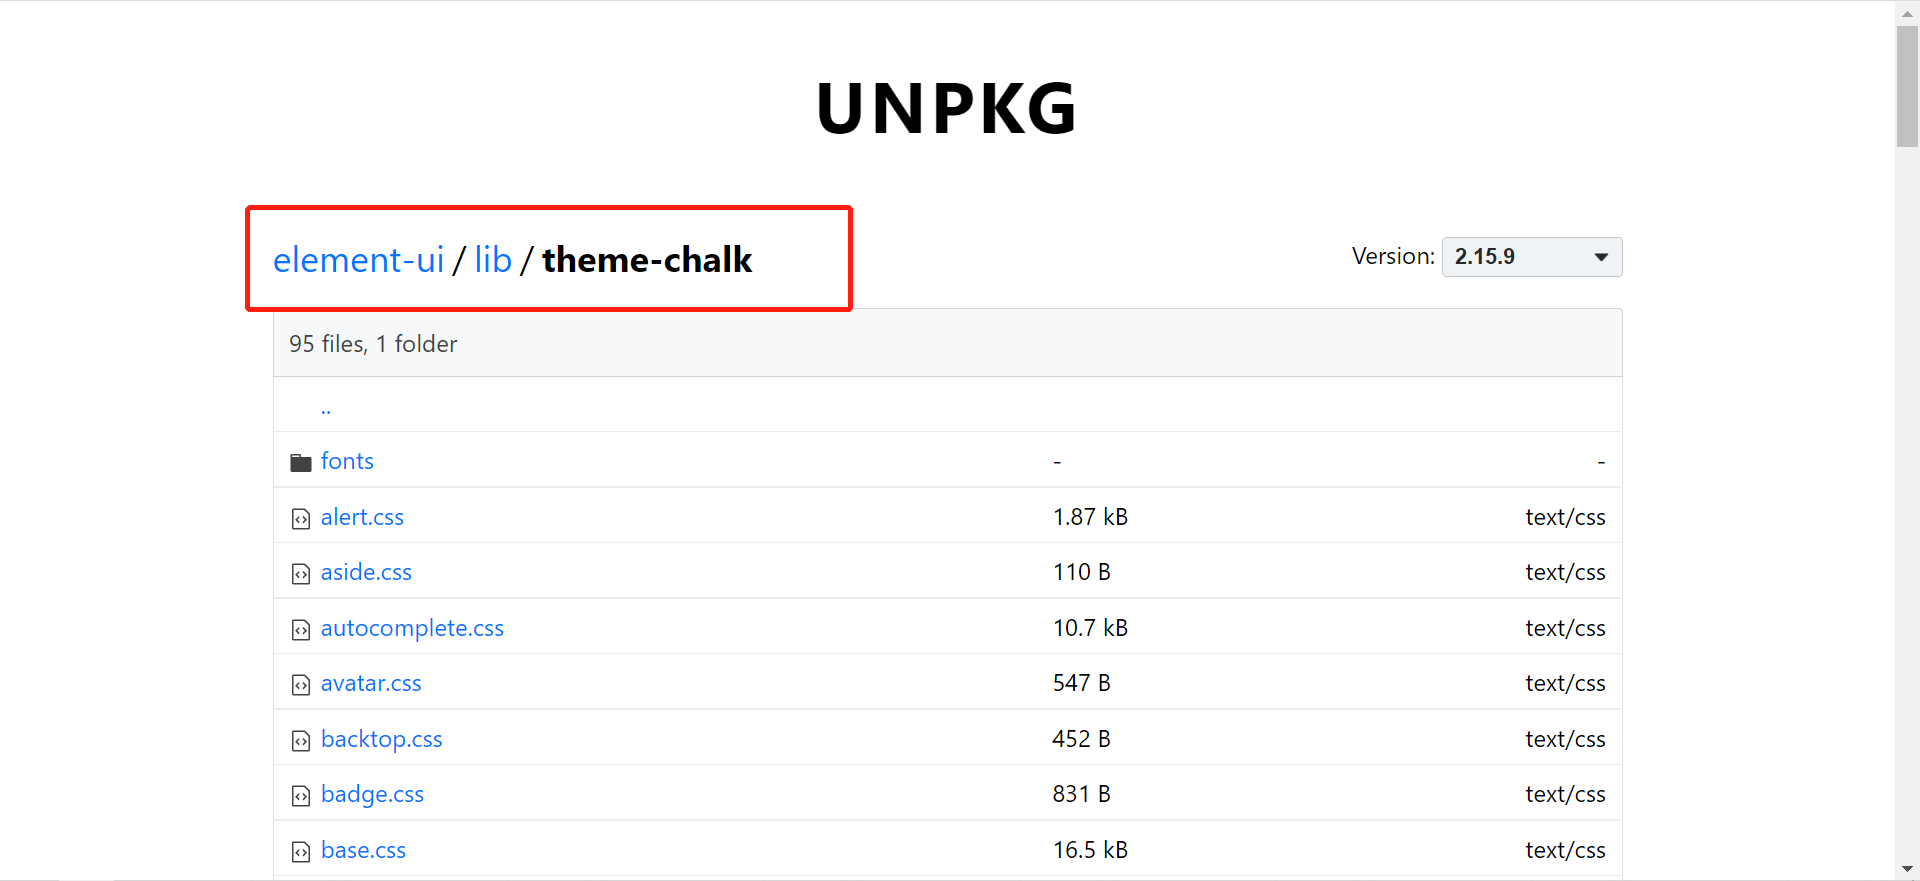 UNPKG
element-ui / lib / theme-chalk
Version: 2.15.9
95 files, 1 folder
..
fonts - -
alert.css 1.87 kB text/css
aside.css 110 B text/css
autocomplete.css 10.7 kB text/css
avatar.css 547 B text/css
backtop.css 452 B text/css
badge.css 831 B text/css
base.css 16.5 kB text/css